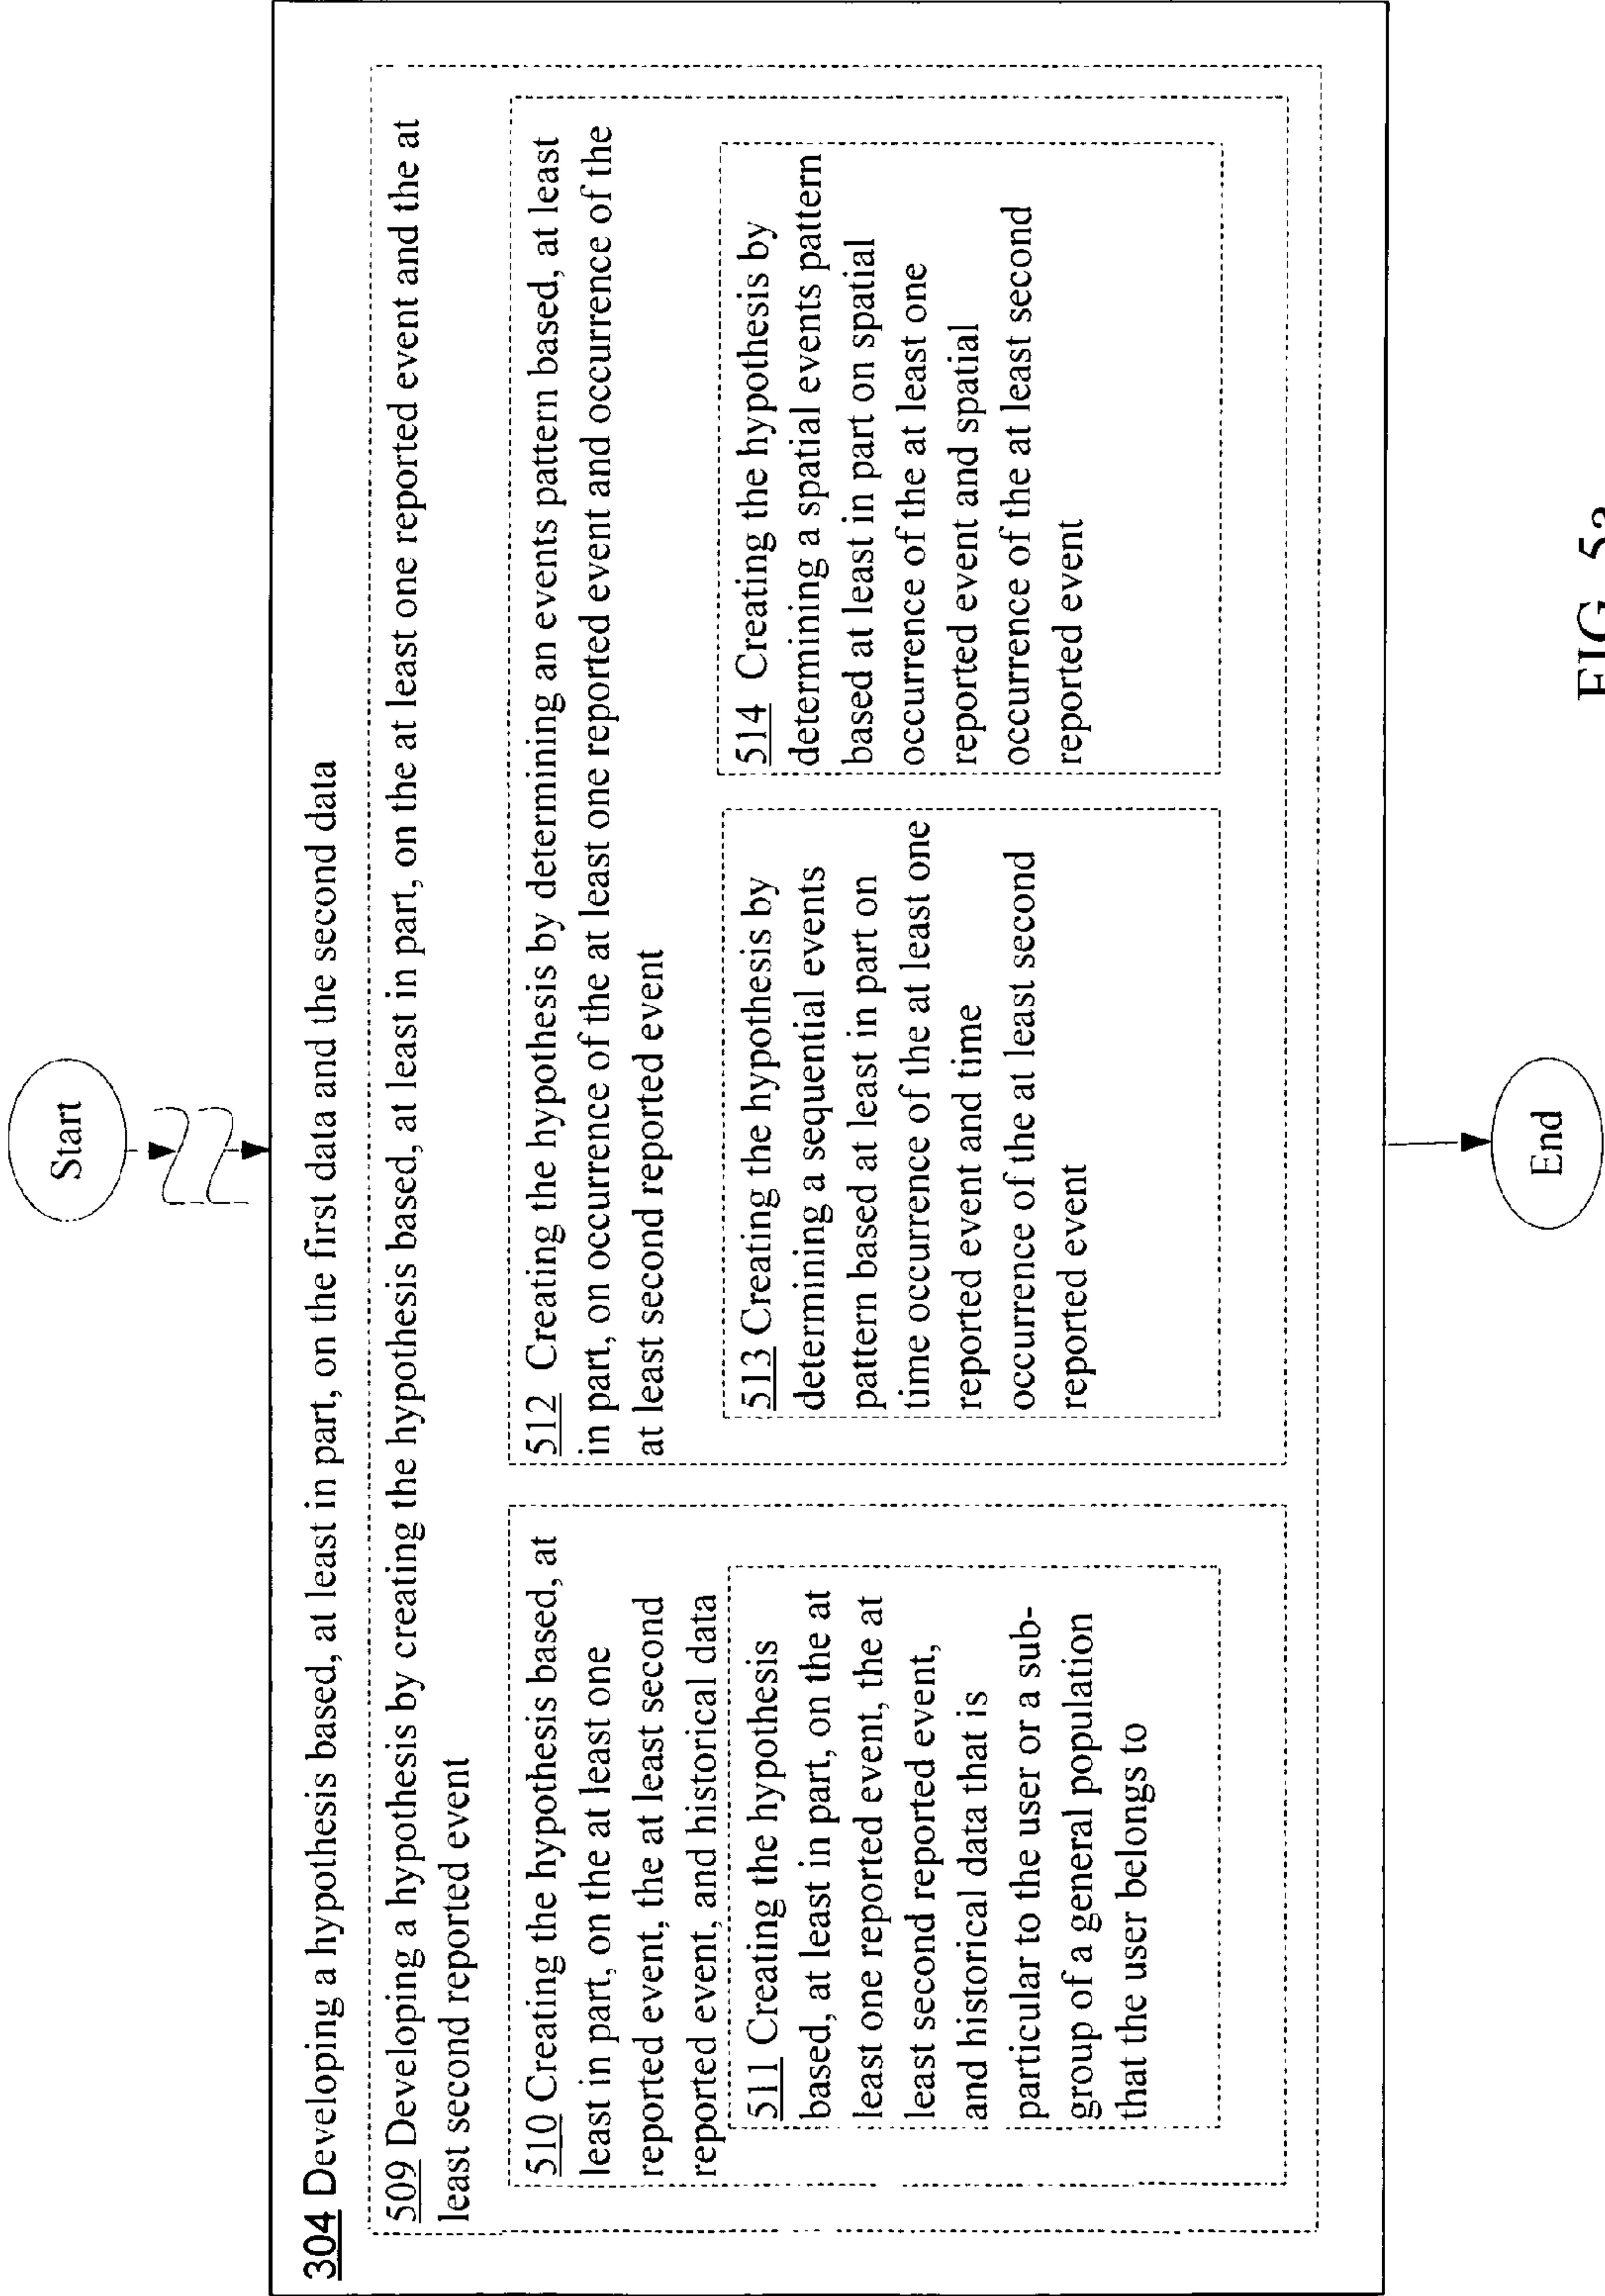 Start
304 Developing a hypothesis based, at least in part, on the first data and the second data
509 Developing a hypothesis by creating the hypothesis based, at least in part, on the at least one reported event and the at
least second reported event
510 Creating the hypothesis based, at
least in part, on the at least one
reported event, the at least second
reported event, and historical data
511 Creating the hypothesis
based, at least in part, on the at
least one reported event, the at
least second reported event,
and historical data that is
particular to the user or a sub-
group of a general population
that the user belongs to
512 Creating the hypothesis by determining an events pattern based, at least
in part, on occurrence of the at least one reported event and occurrence of the
at least second reported event
513 Creating the hypothesis by
determining a sequential events
pattern based at least in part on
time occurrence of the at least one
reported event and time
occurrence of the at least second
reported event
514 Creating the hypothesis by
determining a spatial events pattern
based at least in part on spatial
occurrence of the at least one
reported event and spatial
occurrence of the at least second
reported event
End
FIG. 5a